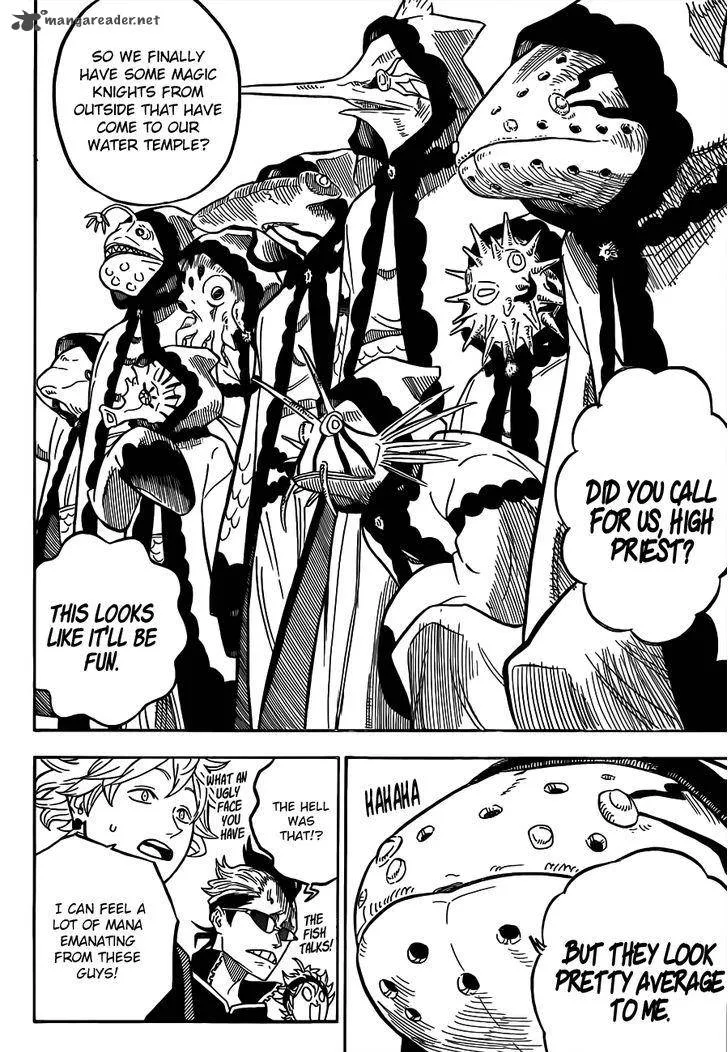 mangareader.net
SO WE FINALLY
HAVE SOME MAGIC
KNIGHTS FROM
OUTSIDE THAT HAVE
COME TO OUR
WATER TEMPLE?
DID YOU CALL
FOR US, HIGH
PRIEST?
THIS LOOKS
LIKE IT'LL BE
FUN.
WHAT AN
UGLY
FACE
YOU
HAVE
THE HELL
WAS
THAT!?
I CAN FEEL A
LOT OF MANA
EMANATING
FROM THESE
GUYS!
THE
FISH
TALKS!
HAHAHA
BUT THEY LOOK
PRETTY AVERAGE
TO ME.